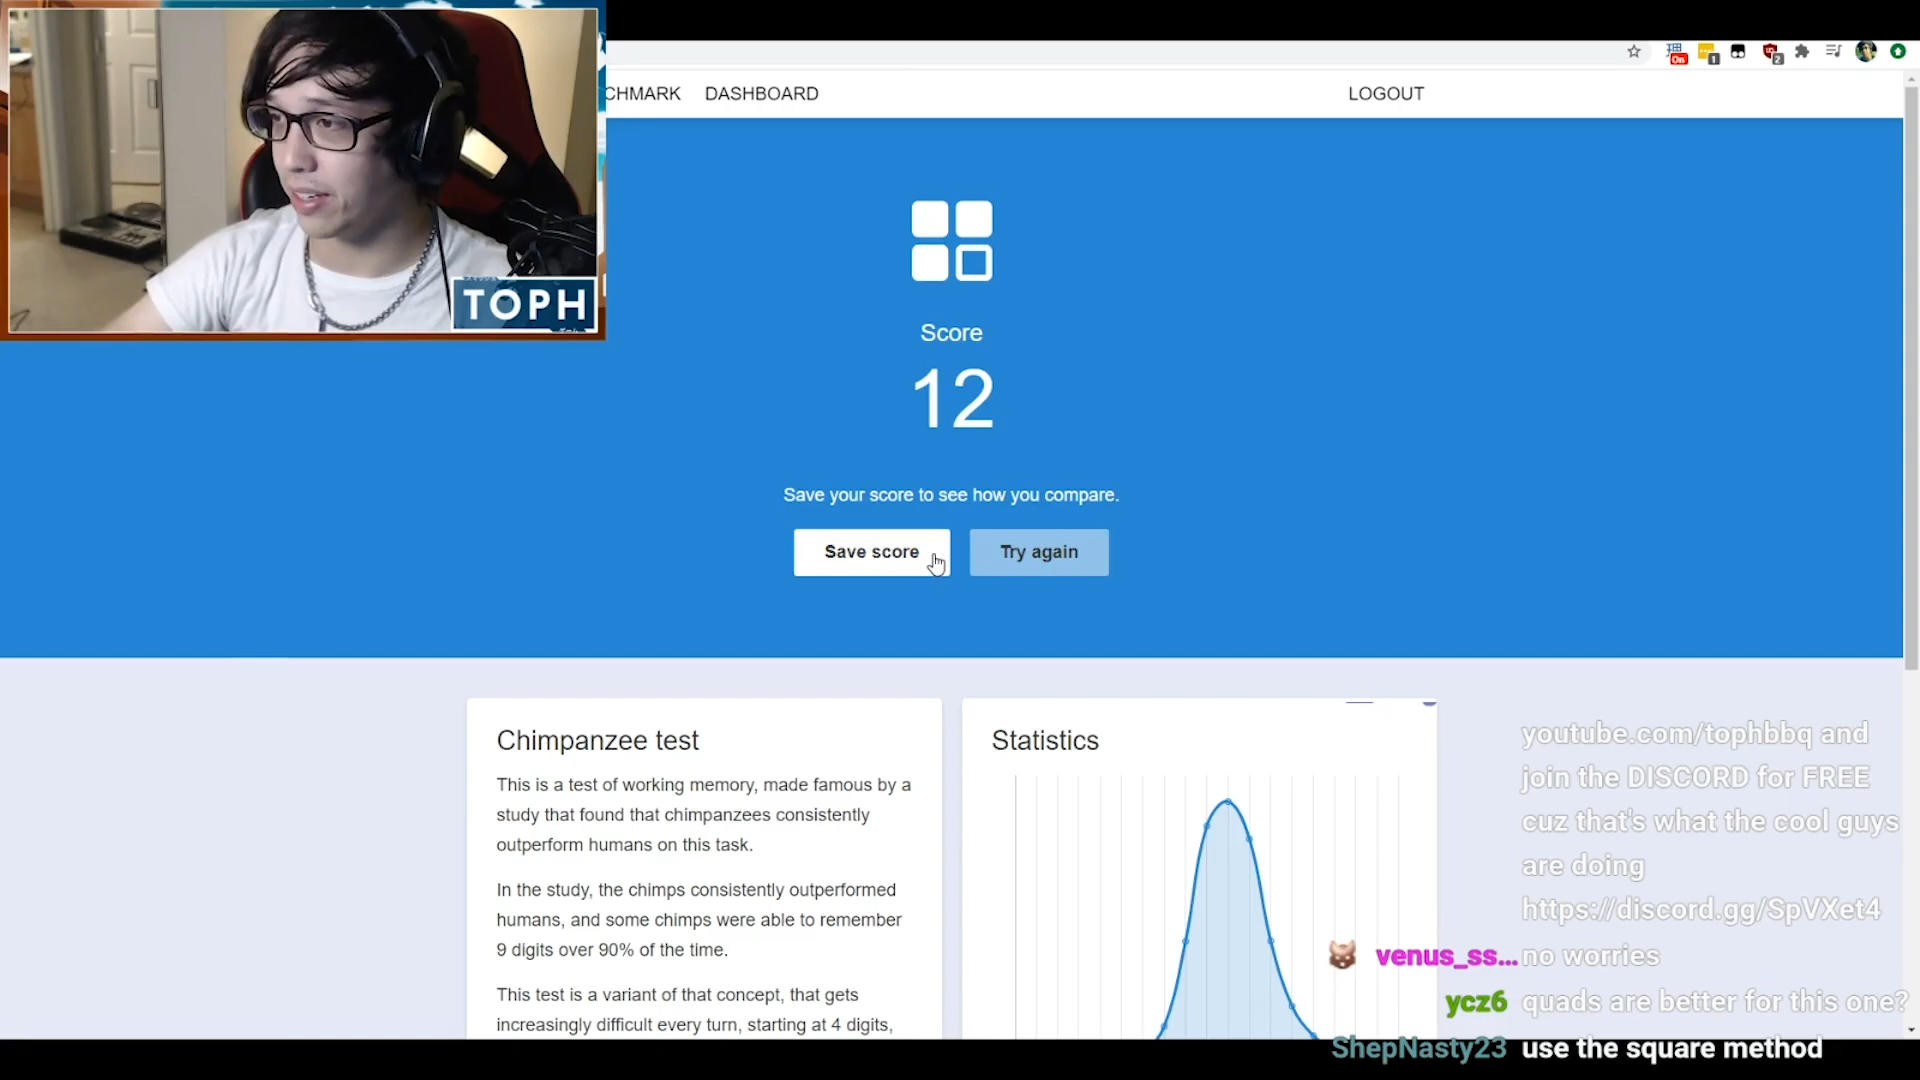 TOPH
CHMARK DASHBOARD LOGOUT
On 1 2
Score
12
Save your score to see how you compare.
Save score Try again
Chimpanzee test
This is a test of working memory, made famous by a
study that found that chimpanzees consistently
outperform humans on this task.
In the study, the chimps consistently outperformed
humans, and some chimps were able to remember
9 digits over 90% of the time.
This test is a variant of that concept, that gets
increasingly difficult every turn, starting at 4 digits,
Statistics
youtube.com/tophbbq and
join the DISCORD for FREE
cuz that's what the cool guys
are doing
https://discord.gg/SpVXet4
venus_ss... no worries
ycz6 quads are better for this one?
ShepNasty23 use the square method